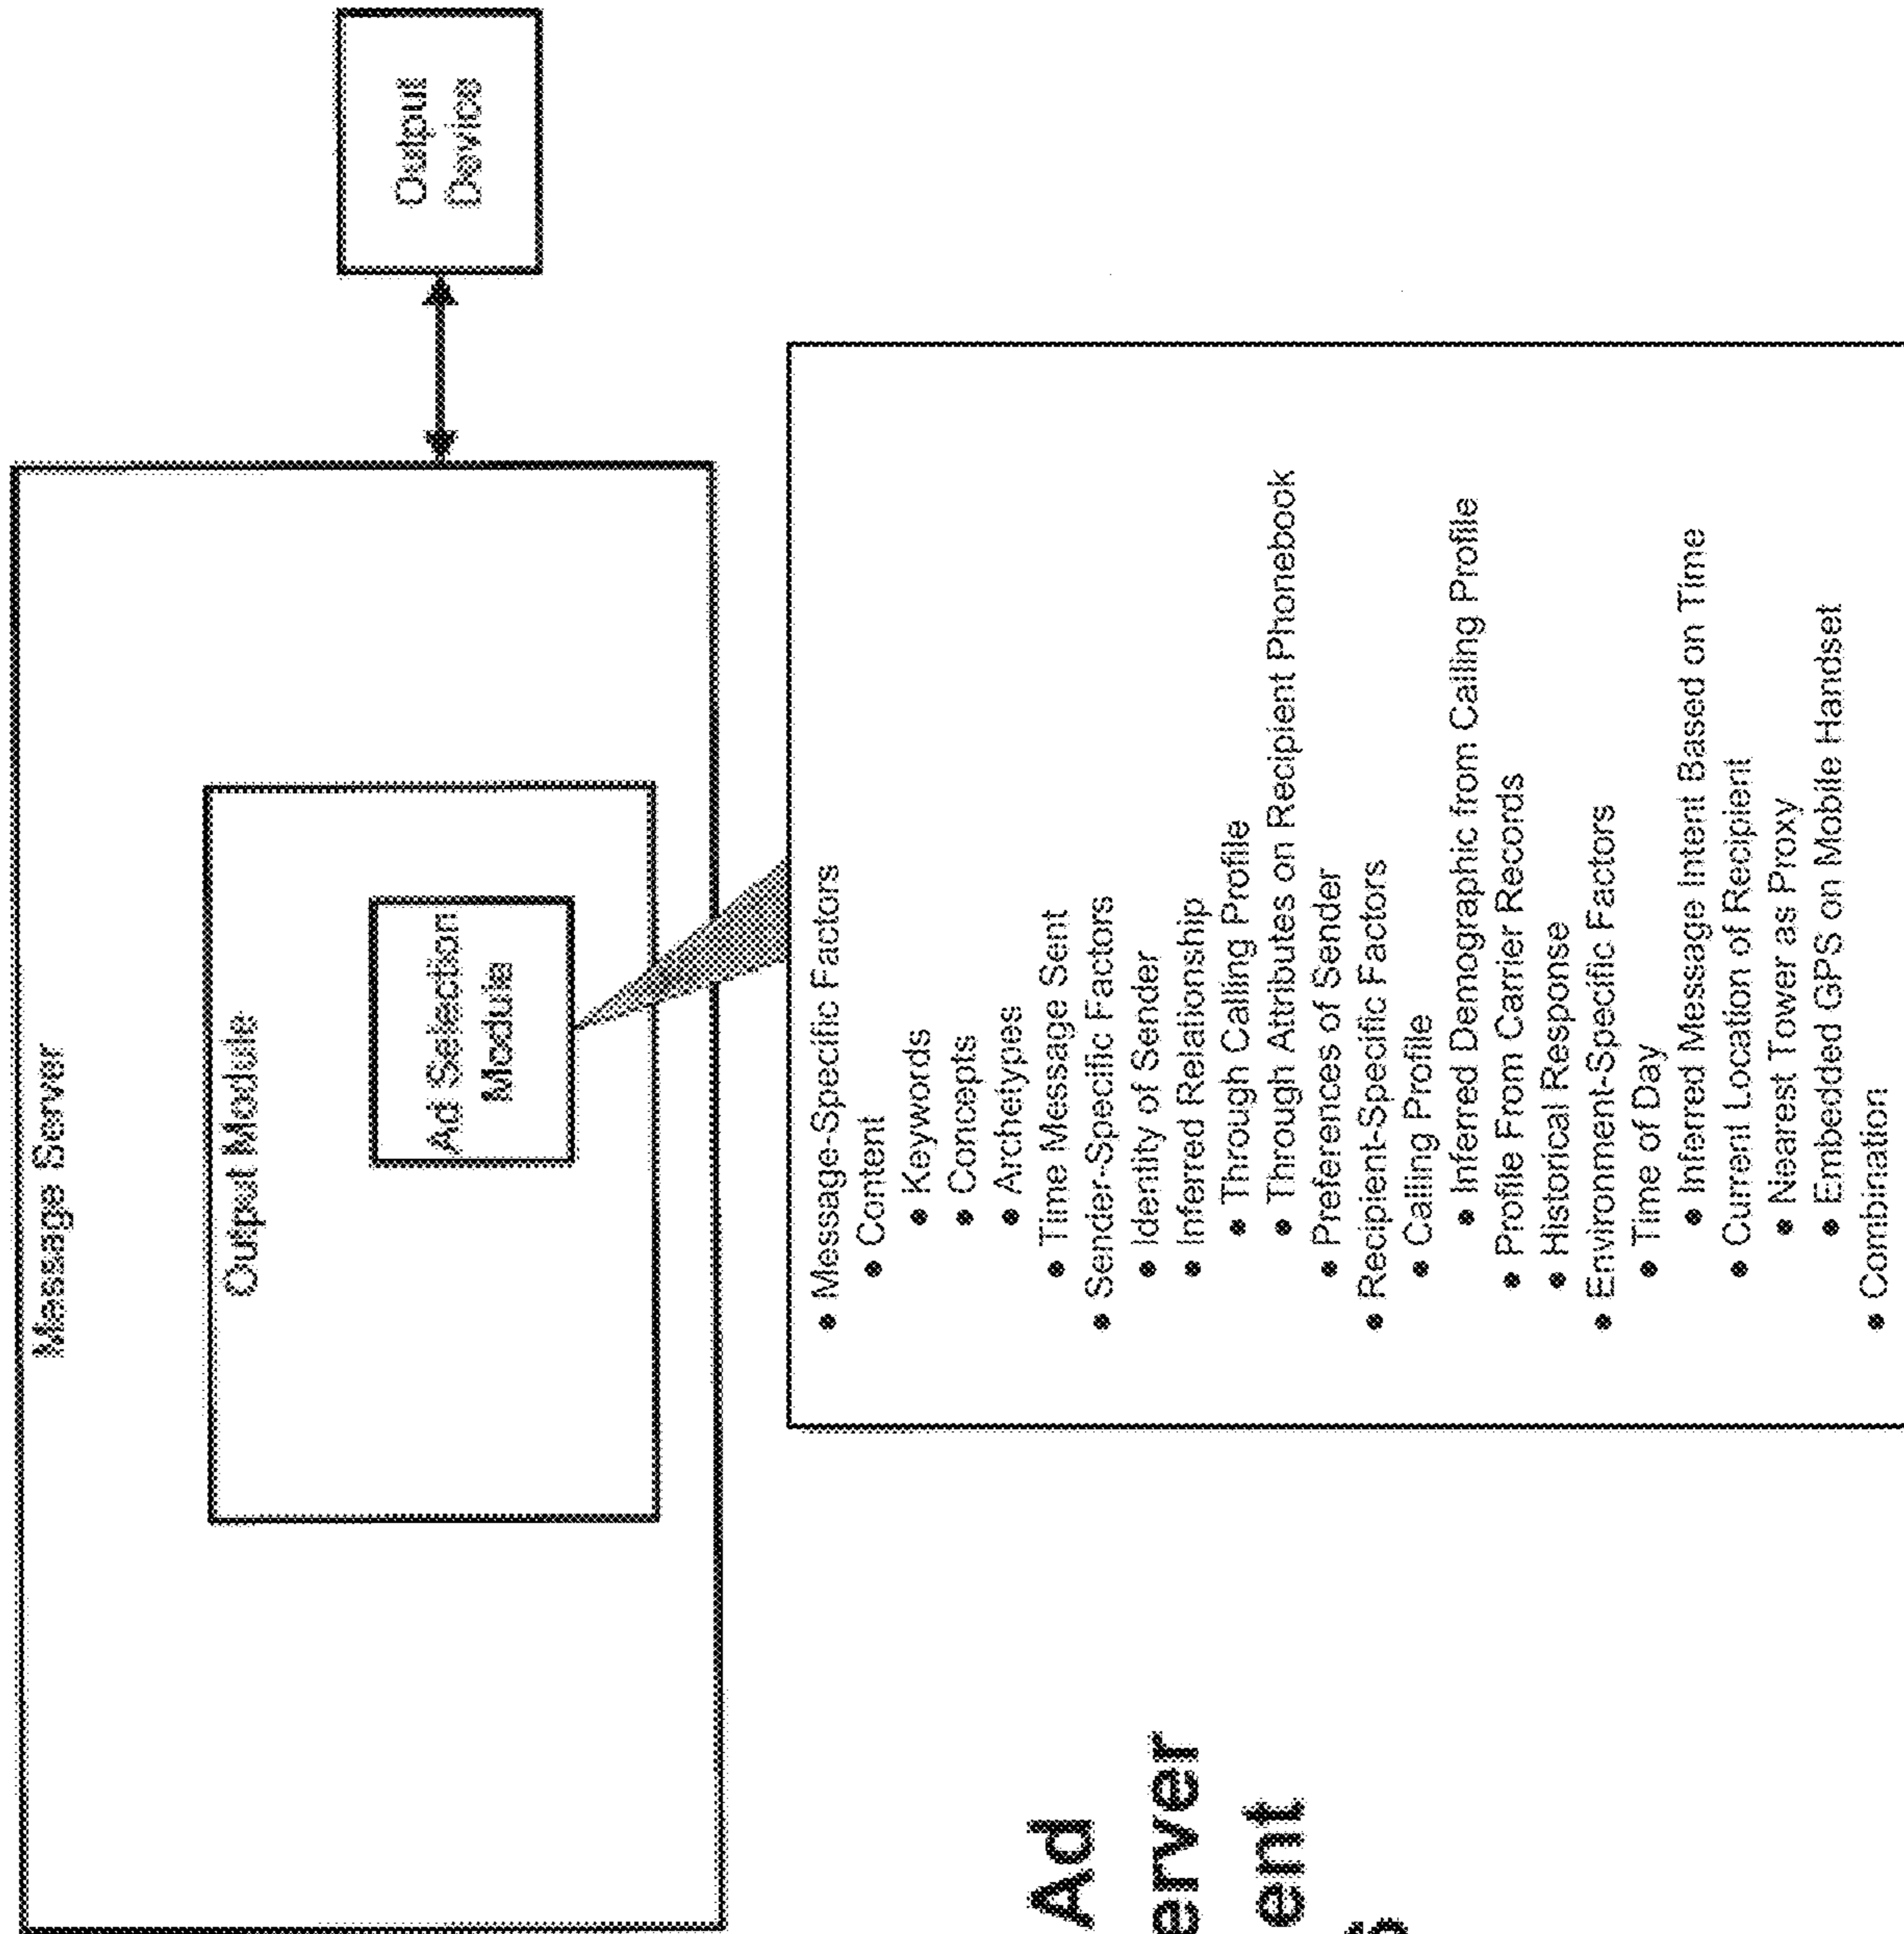 Message Server
Output Module
Ad Selection
Module
Output
Device
• Message-Specific Factors
• Content
• Keywords
• Concepts
• Archetypes
• Time Message Sent
• Sender-Specific Factors
• Identity of Sender
• Inferred Relationship
• Through Calling Profile
• Through Attributes on Recipient Phonebook
• Preferences of Sender
• Recipient-Specific Factors
• Calling Profile
• Inferred Demographic from Calling Profile
• Profile From Carrier Records
• Historical Response
• Environment-Specific Factors
• Time of Day
• Inferred Message Intent Based on Time
• Current Location of Recipient
• Nearest Tower as Proxy
• Embedded GPS on Mobile Handset
• Combination
Ad
erver
ent